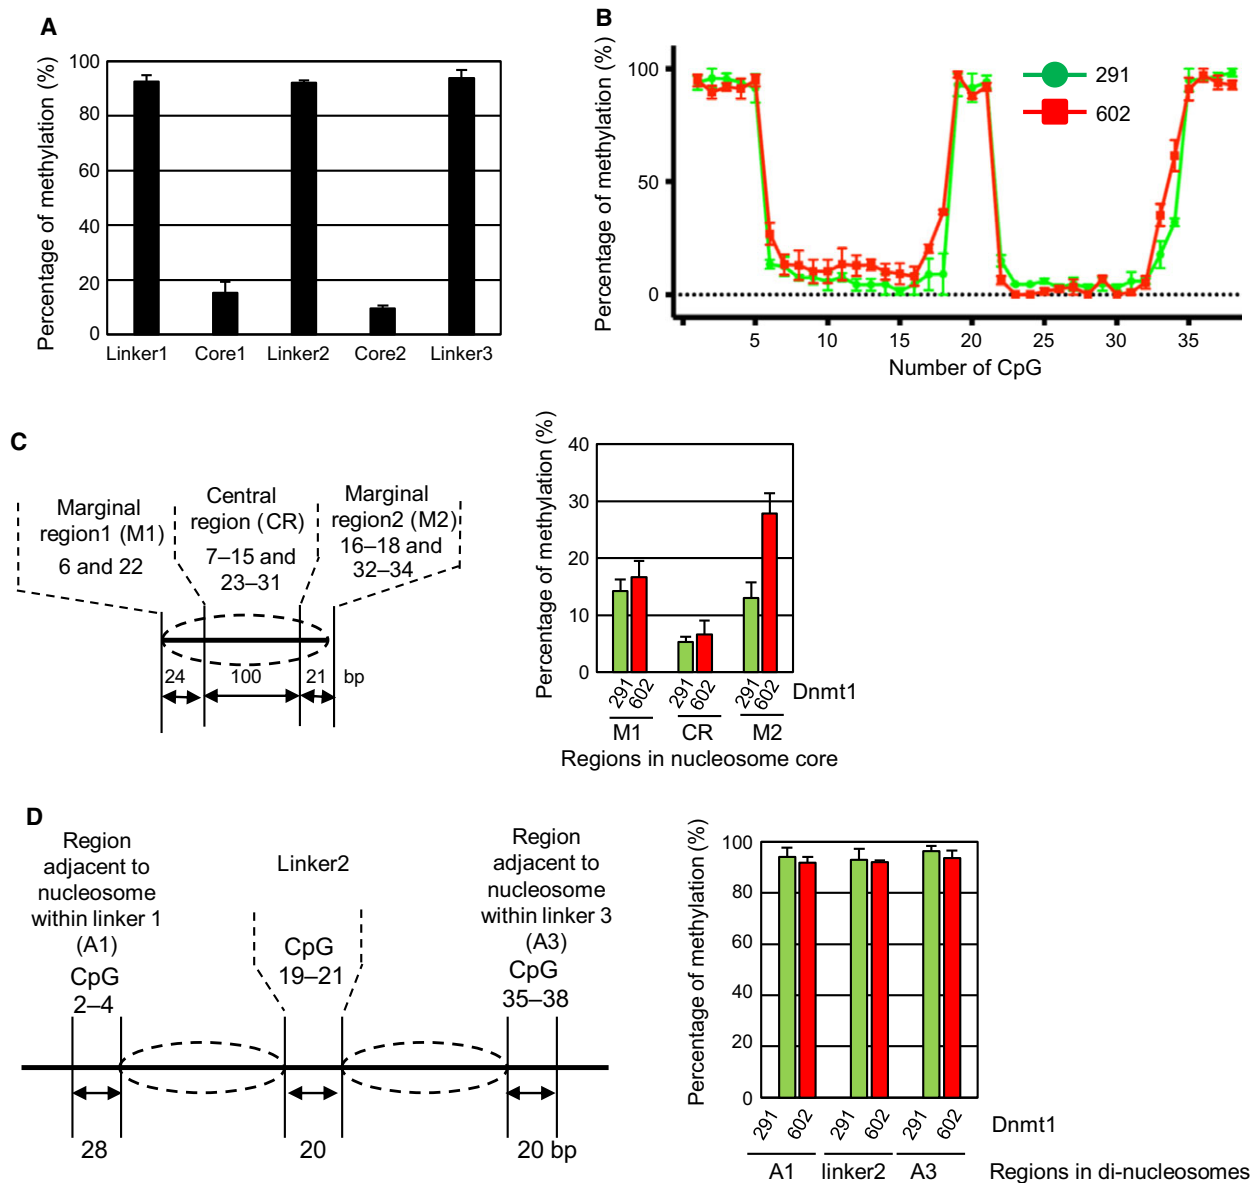 A
Percentage of methylation (%)
100
80
60
40
20
0
Linker1 Core1 Linker2 Core2 Linker3
B
Percentage of methylation (%)
100
50
0
291
602
5 10 15 20 25 30 35
Number of CpG
C
Marginal
region1 (M1)
6 and 22
Central
region (CR)
7–15 and
23–31
Marginal
region2 (M2)
16–18 and
32–34
24 100 21 bp
Percentage of methylation (%)
40
30
20
10
0
291 602 291 602 291 602 Dnmt1
M1 CR M2
Regions in nucleosome core
D
Region
adjacent to
nucleosome
within linker 1
(A1)
CpG
2–4
Linker2
CpG
19–21
Region
adjacent to
nucleosome
within linker 3
(A3)
CpG
35–38
28 20 20 bp
Percentage of methylation (%)
100
80
60
40
20
0
291 602 291 602 291 602 Dnmt1
A1 linker2 A3 Regions in di-nucleosomes